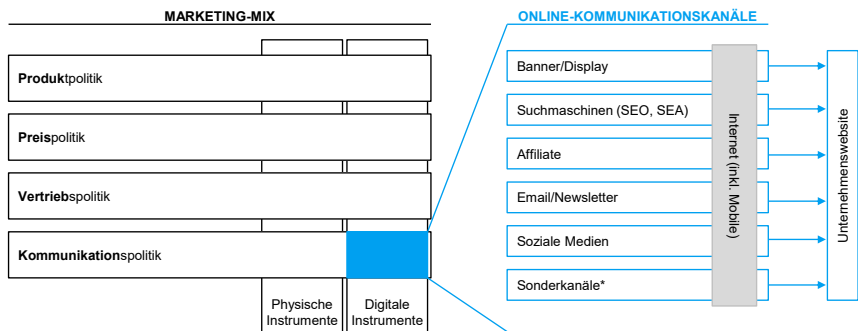 MARKETING-MIX
Produktpolitik
Preispolitik
Vertriebspolitik
Kommunikationspolitik
Physische
Instrumente
Digitale
Instrumente
ONLINE-KOMMUNIKATIONSKANÄLE
Banner/Display
Suchmaschinen (SEO, SEA)
Affiliate
Email/Newsletter
Soziale Medien
Sonderkanäle*
Internet (inkl. Mobile)
Unternehmenswebsite